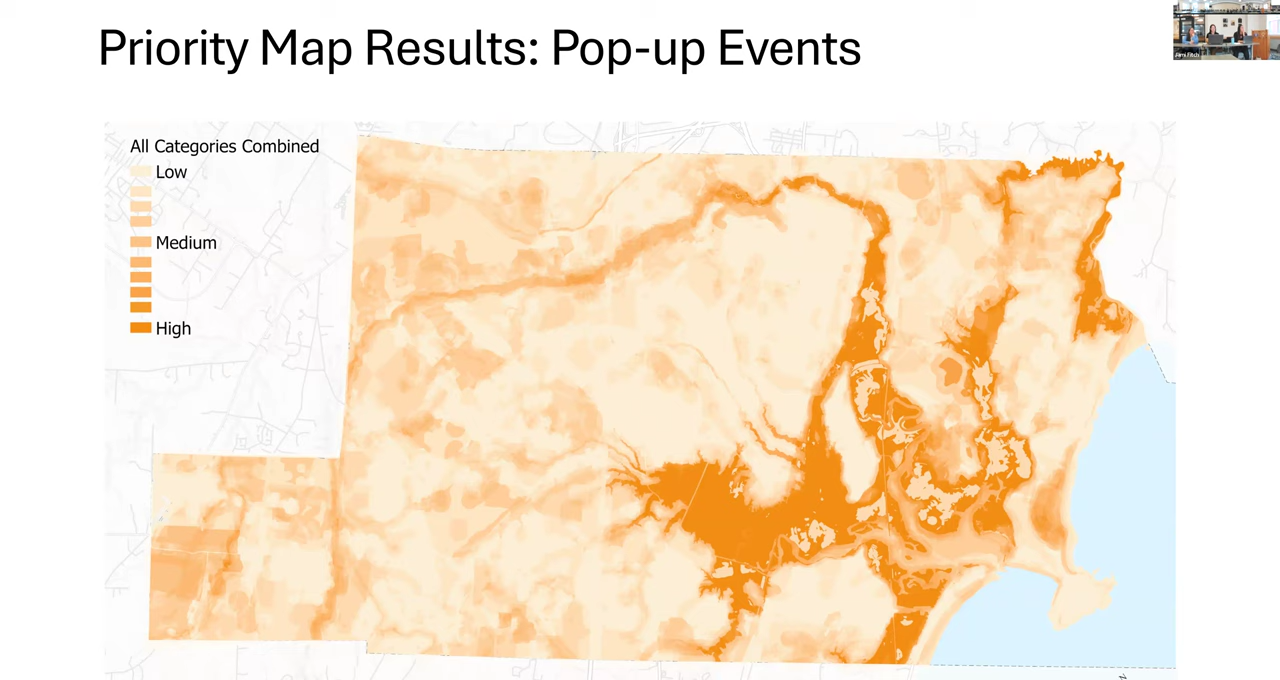 Priority Map Results: Pop-up Events
All Categories Combined
Low
Medium
High